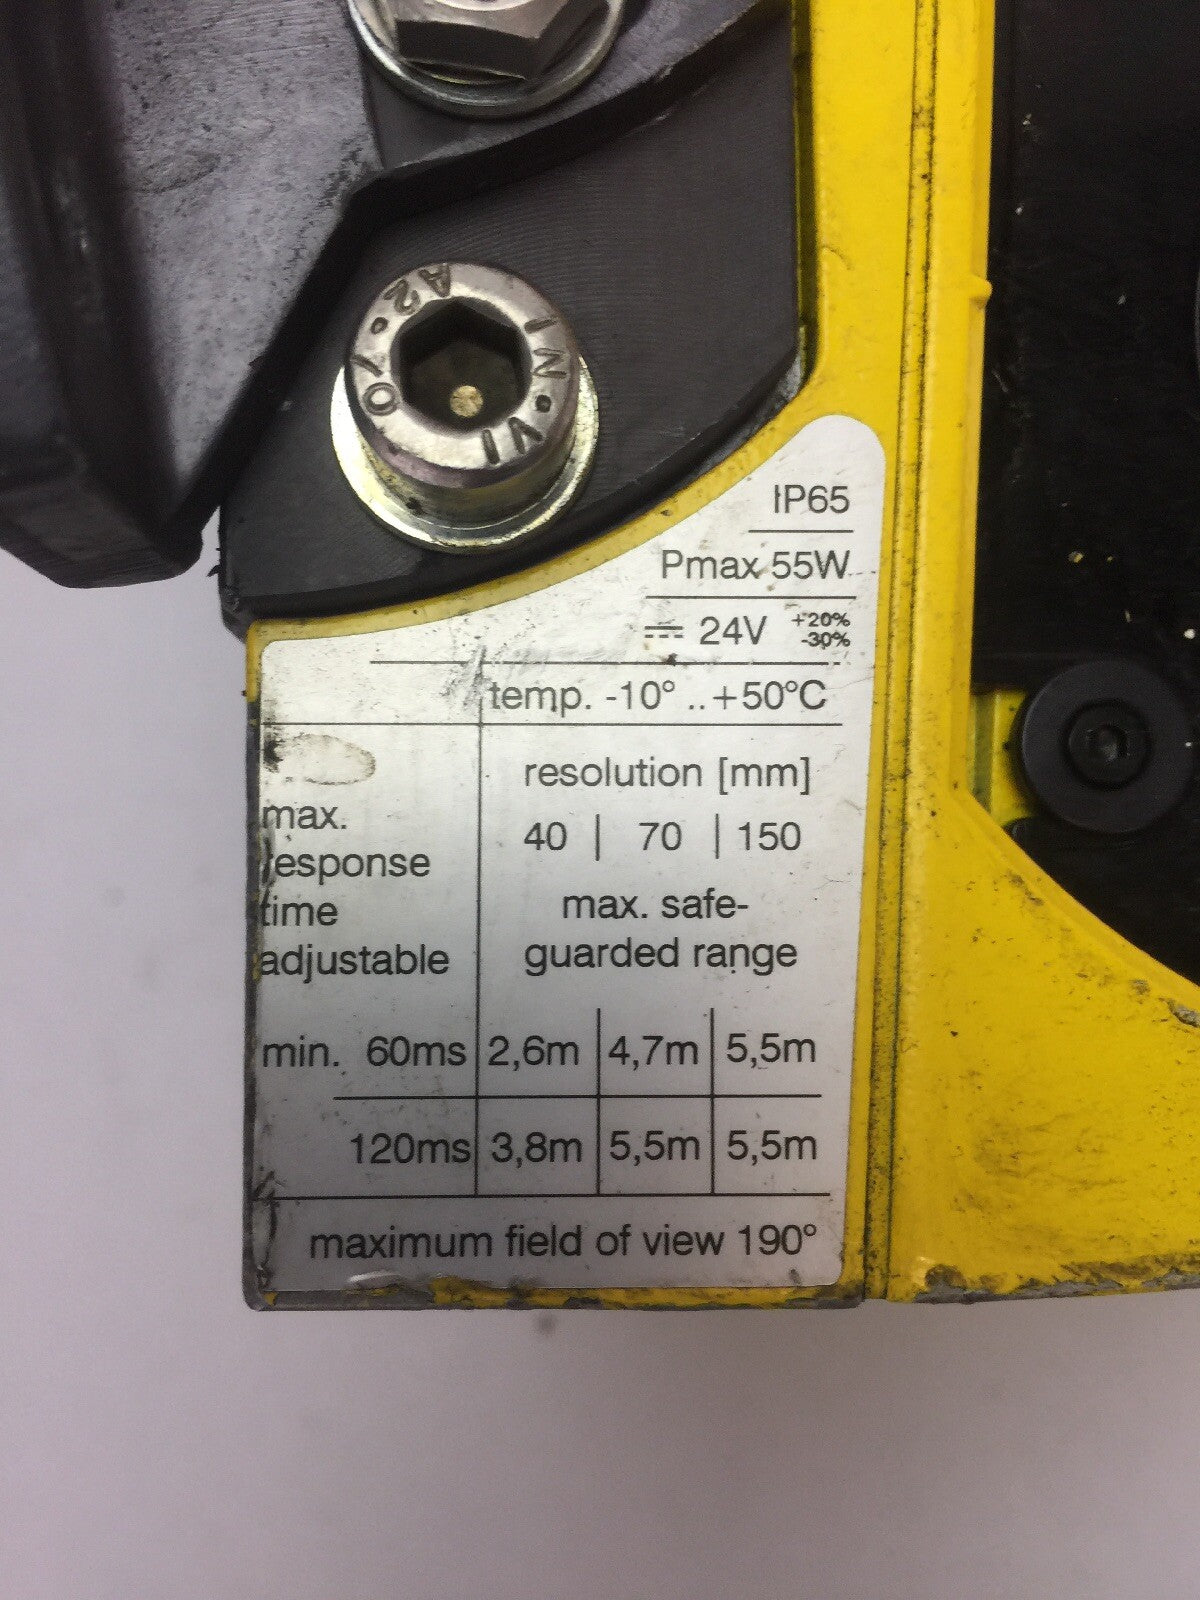 A2·70
INOVI
IP65
Pmax 55W
24V +20% -30%
temp. -10° ..+50°C
max. response time adjustable
resolution [mm]
40 | 70 | 150
max. safe-
guarded range
min. 60ms 2,6m 4,7m 5,5m
120ms 3,8m 5,5m 5,5m
maximum field of view 190°